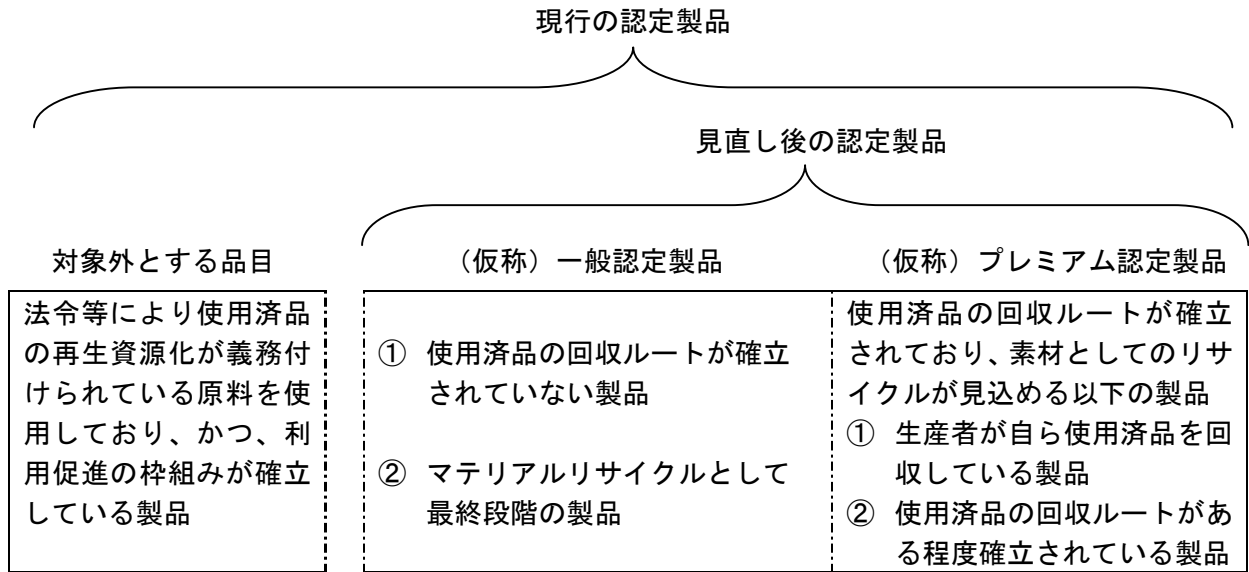 現行の認定製品
見直し後の認定製品
対象外とする品目
（仮称）一般認定製品
（仮称）プレミアム認定製品
法令等により使用済品
の再生資源化が義務付
けられている原料を使
用しており、かつ、利
用促進の枠組みが確立
している製品
① 使用済品の回収ルートが確立
されていない製品
② マテリアルリサイクルとして
最終段階の製品
使用済品の回収ルートが確立
されており、素材としてのリサ
イクルが見込める以下の製品
① 生産者が自ら使用済品を回
収している製品
② 使用済品の回収ルートがあ
る程度確立されている製品